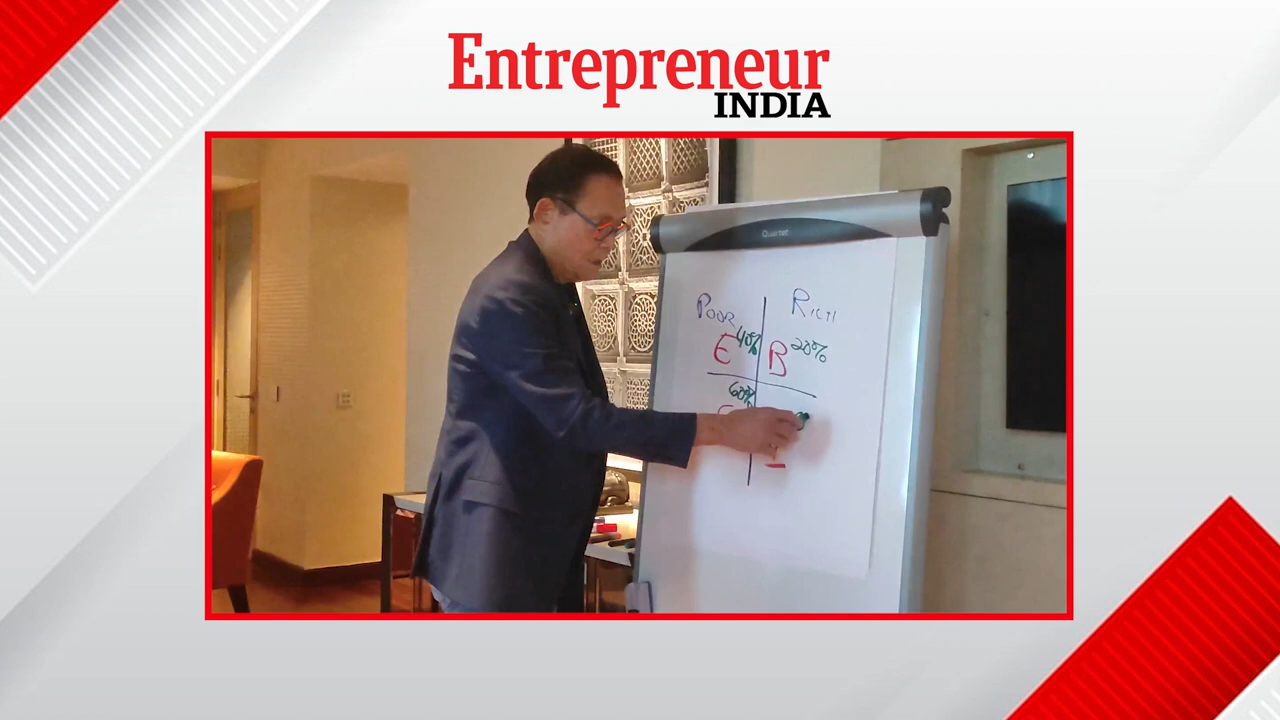 Entrepreneur
INDIA
Quartet
POOR RICH
E 40% B 20%
60%